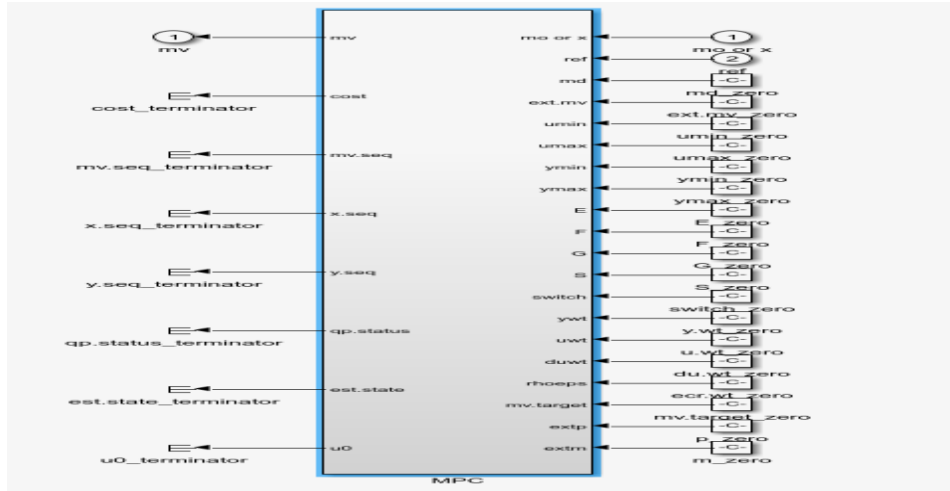 1
mv
cost_terminator
mv.seq_terminator
x.seq_terminator
y.seq_terminator
qp.status_terminator
est.state_terminator
u0_terminator
mv
cost
mv.seq
x.seq
y.seq
qp.status
est.state
u0
mo or x
ref
md
ext.mv
umin
umax
ymin
ymax
E
F
G
S
switch
ywt
uwt
duwt
rhoeps
mv.target
extp
extm
MPC
1
mo or x
2
ref
-C-
md_zero
-C-
ext.mv_zero
-C-
umin_zero
-C-
umax_zero
-C-
ymin_zero
-C-
ymax_zero
-C-
E_zero
-C-
F_zero
-C-
G_zero
-C-
S_zero
-C-
switch_zero
-C-
y.wt_zero
-C-
u.wt_zero
-C-
du.wt_zero
-C-
ecr.wt_zero
-C-
mv.target_zero
-C-
p_zero
-C-
m_zero